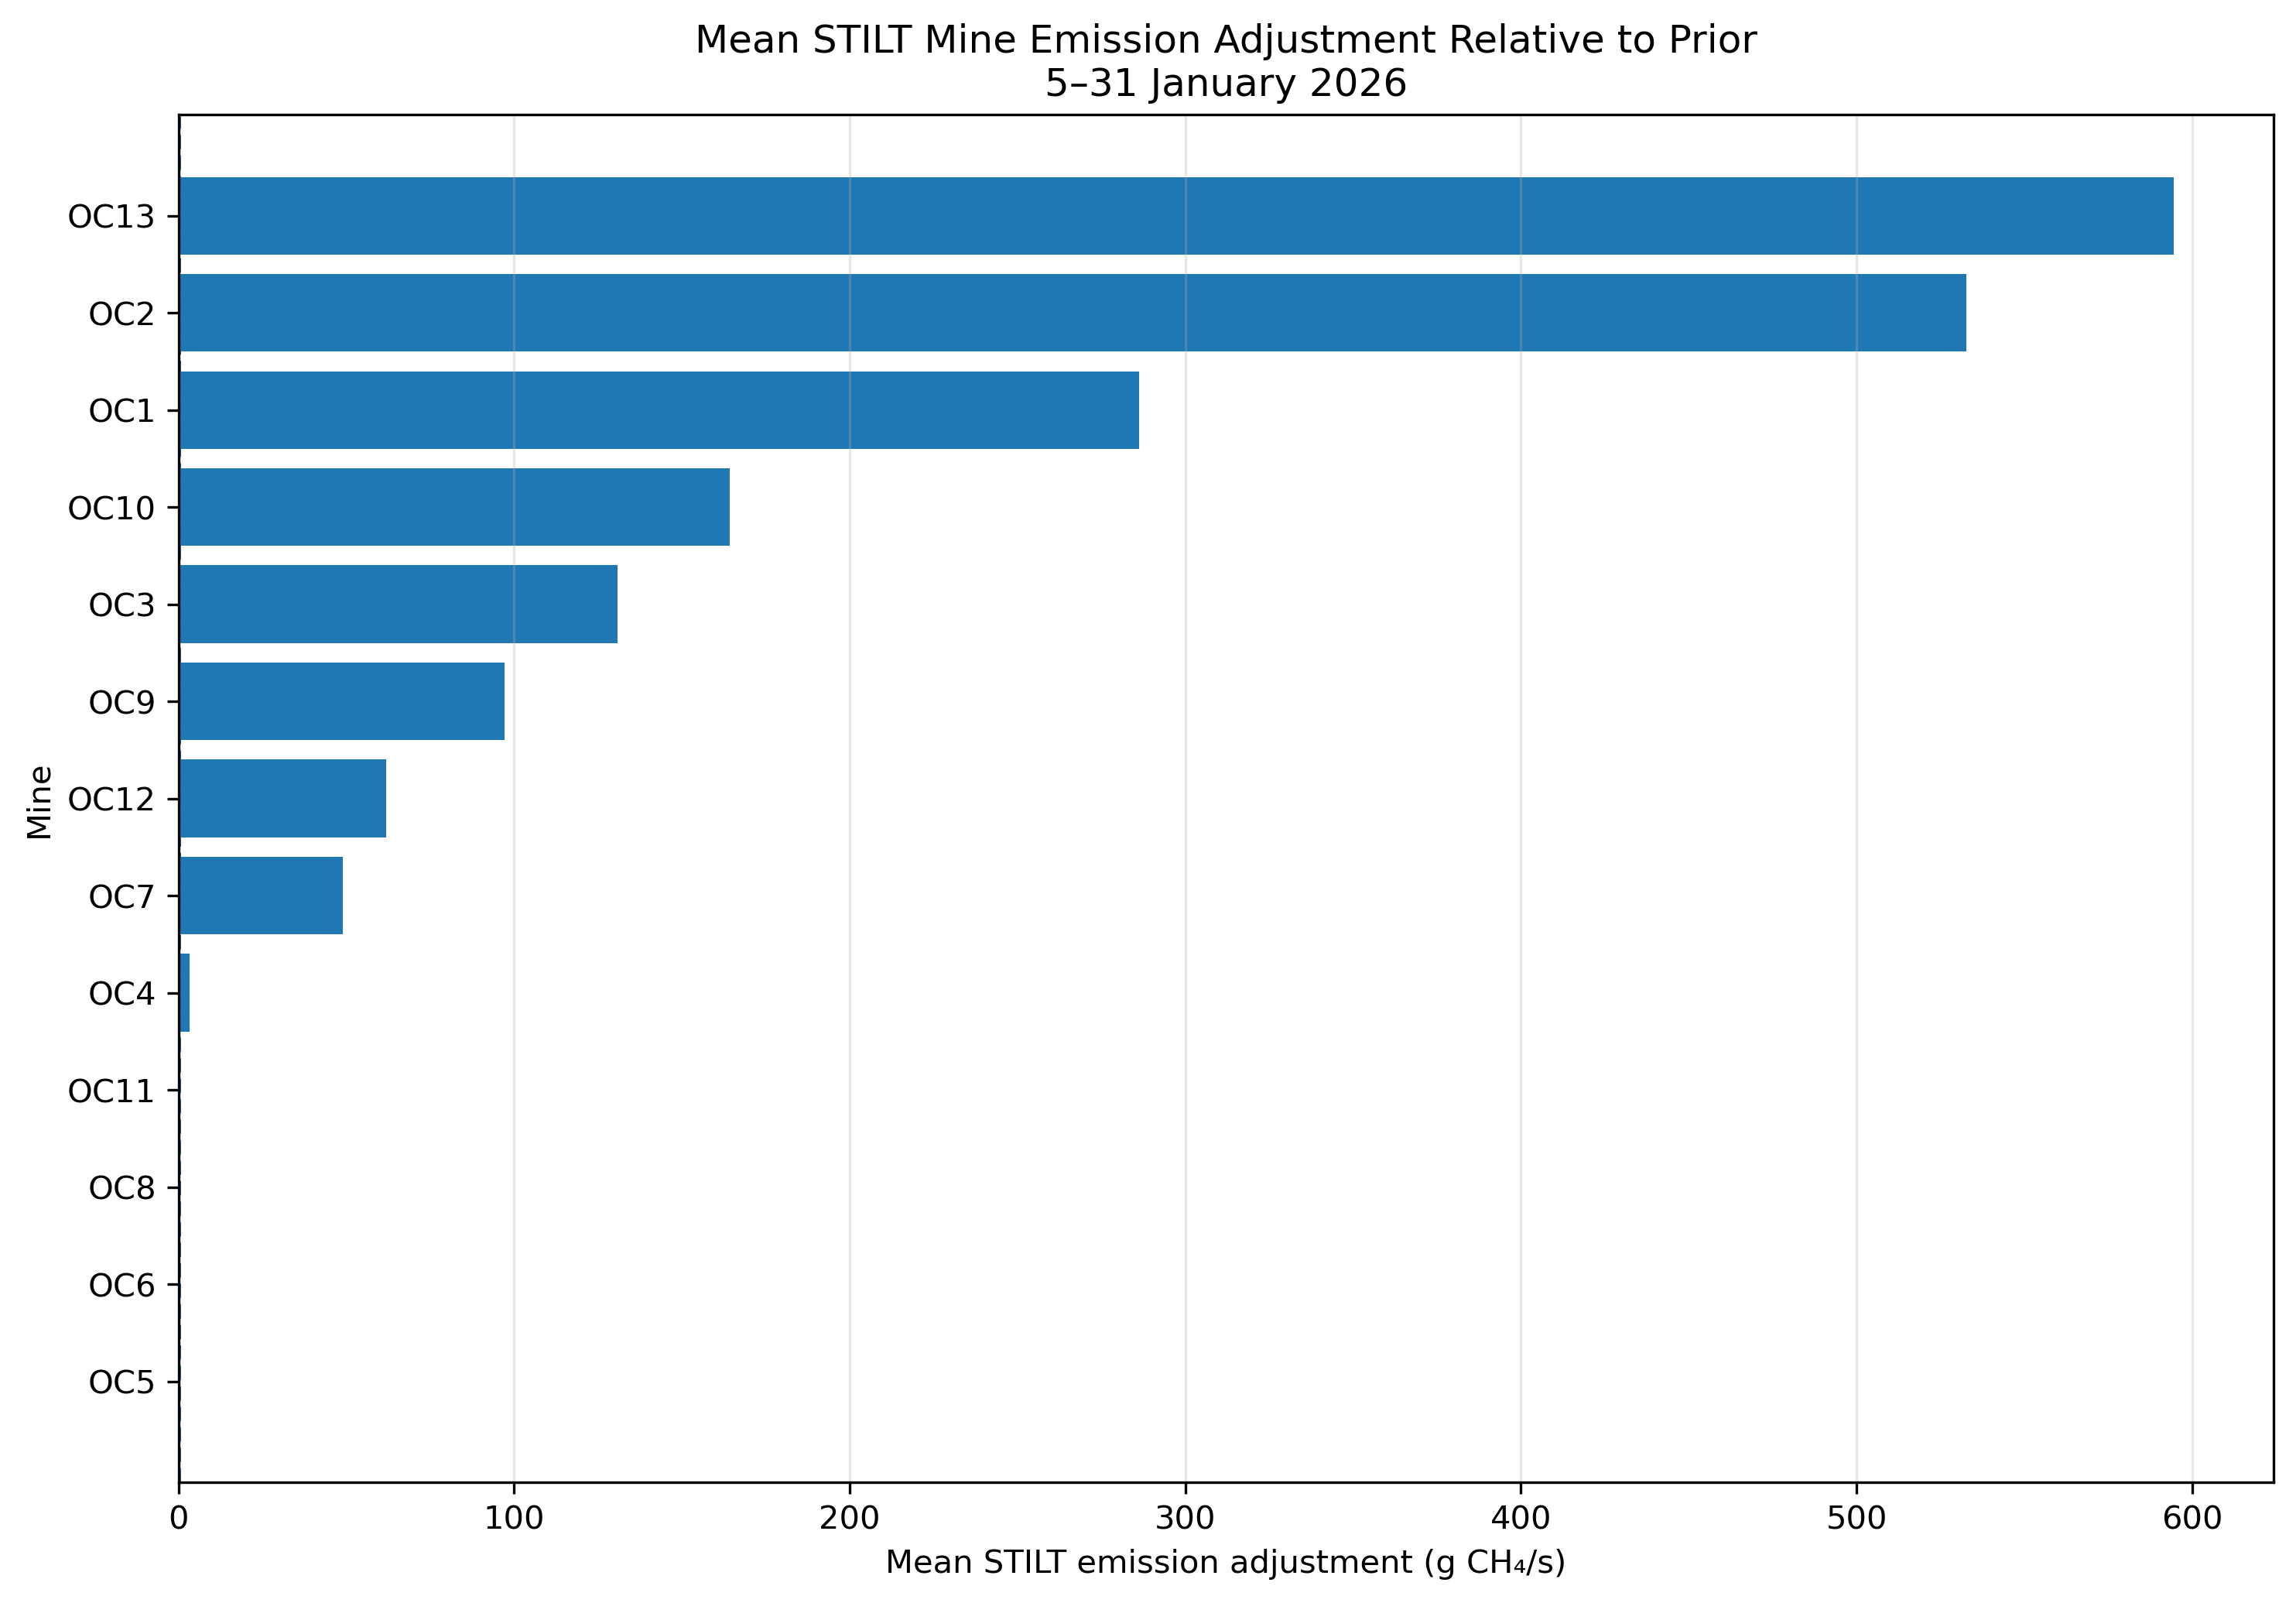 Mean STILT Mine Emission Adjustment Relative to Prior
5–31 January 2026
OC13
OC2
OC1
OC10
OC3
OC9
OC12
OC7
OC4
OC11
OC8
OC6
OC5
Mine
0 100 200 300 400 500 600
Mean STILT emission adjustment (g CH₄/s)